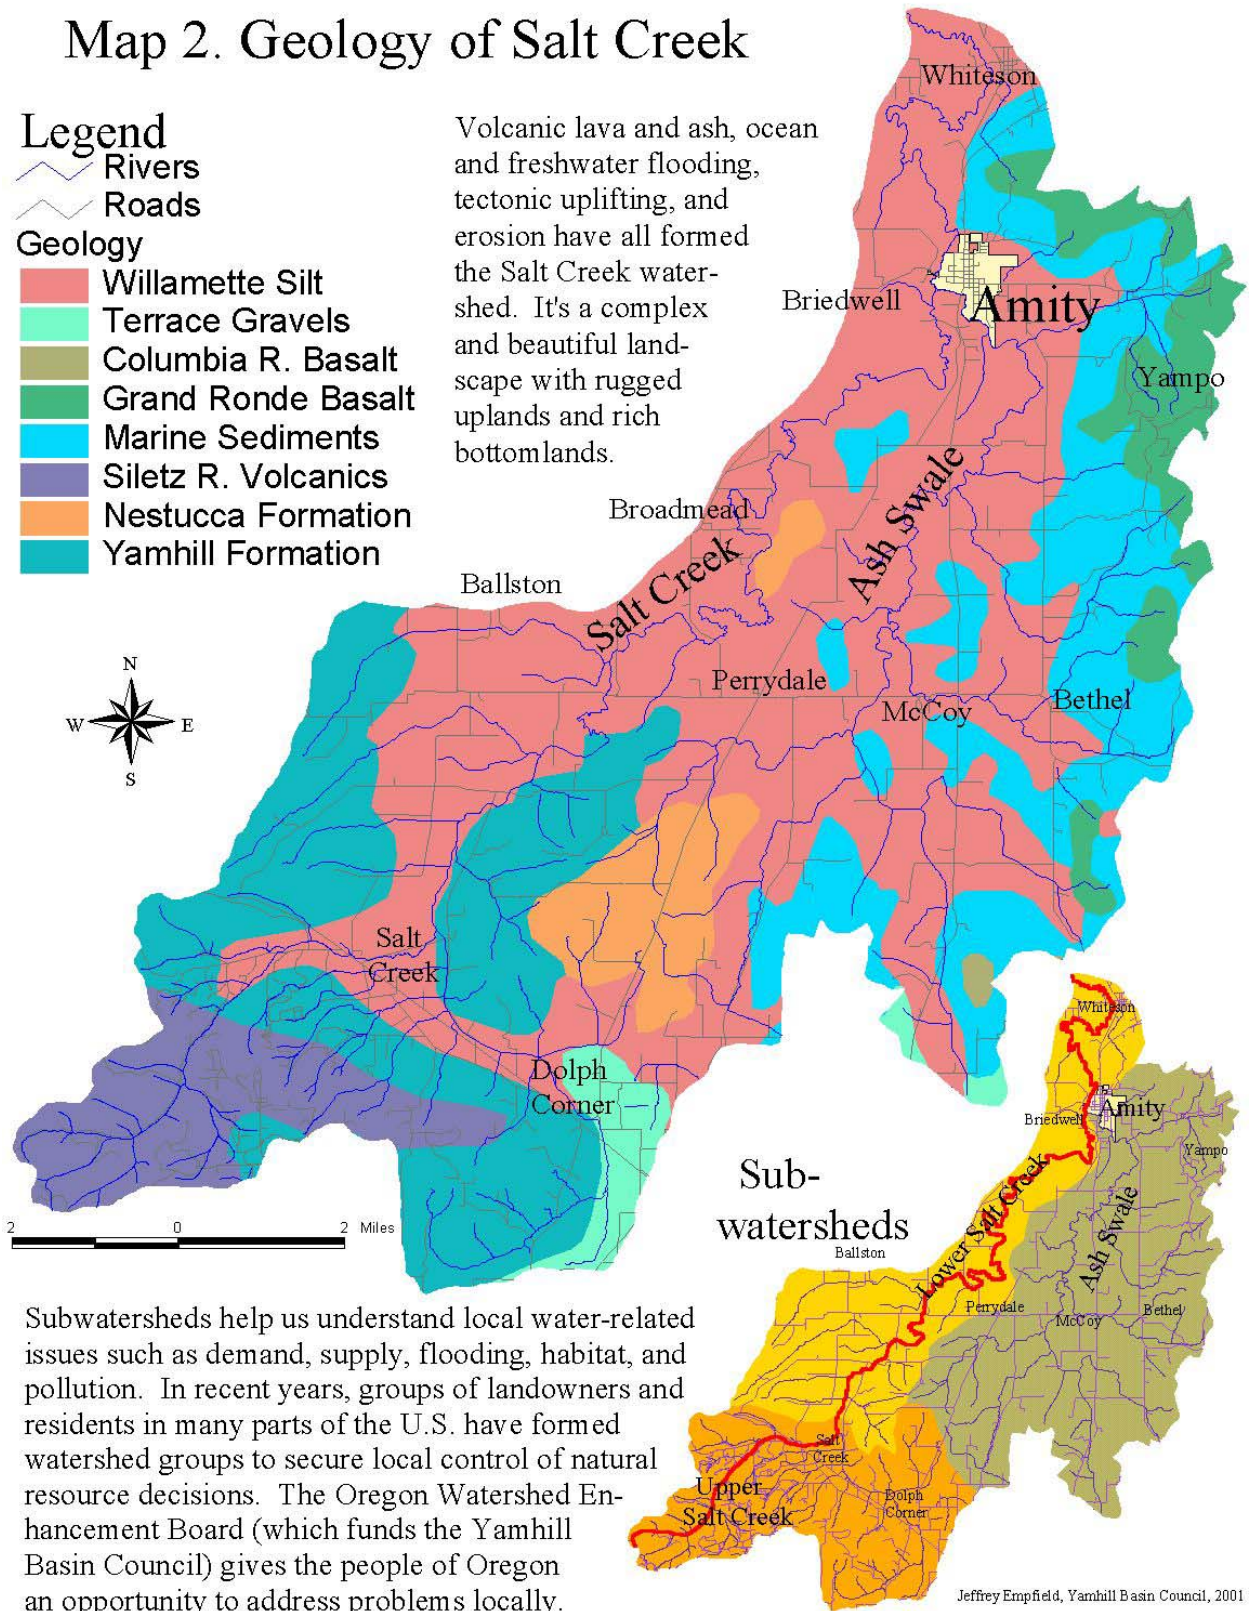 Map 2. Geology of Salt Creek
Legend
Rivers
Roads
Geology
Willamette Silt
Terrace Gravels
Columbia R. Basalt
Grand Ronde Basalt
Marine Sediments
Siletz R. Volcanics
Nestucca Formation
Yamhill Formation
Volcanic lava and ash, ocean
and freshwater flooding,
tectonic uplifting, and
erosion have all formed
the Salt Creek water-
shed. It's a complex
and beautiful land-
scape with rugged
uplands and rich
bottomlands.
Whiteson
Briedwell
Amity
Yampo
Broadmead
Ash Swale
Salt Creek
Ballston
Perrydale
McCoy
Bethel
Salt
Creek
Dolph
Corner
N
W
E
S
2
0
2
Miles
Sub-
watersheds
Whiteson
Amity
Briedwell
Yampo
Lower Salt Creek
Ash Swale
Ballston
Perrydale
McCoy
Bethel
Salt
Creek
Upper
Salt Creek
Dolph
Corner
Subwatersheds help us understand local water-related
issues such as demand, supply, flooding, habitat, and
pollution. In recent years, groups of landowners and
residents in many parts of the U.S. have formed
watershed groups to secure local control of natural
resource decisions. The Oregon Watershed En-
hancement Board (which funds the Yamhill
Basin Council) gives the people of Oregon
an opportunity to address problems locally.
Jeffrey Empfield, Yamhill Basin Council, 2001